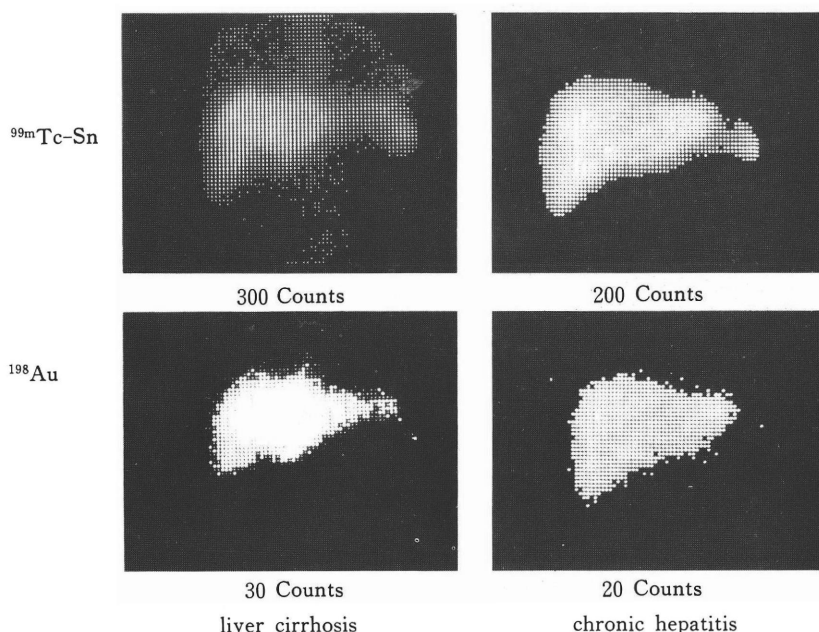 ⁹⁹ᵐTc-Sn
300 Counts
200 Counts
¹⁹⁸Au
30 Counts
20 Counts
liver cirrhosis
chronic hepatitis